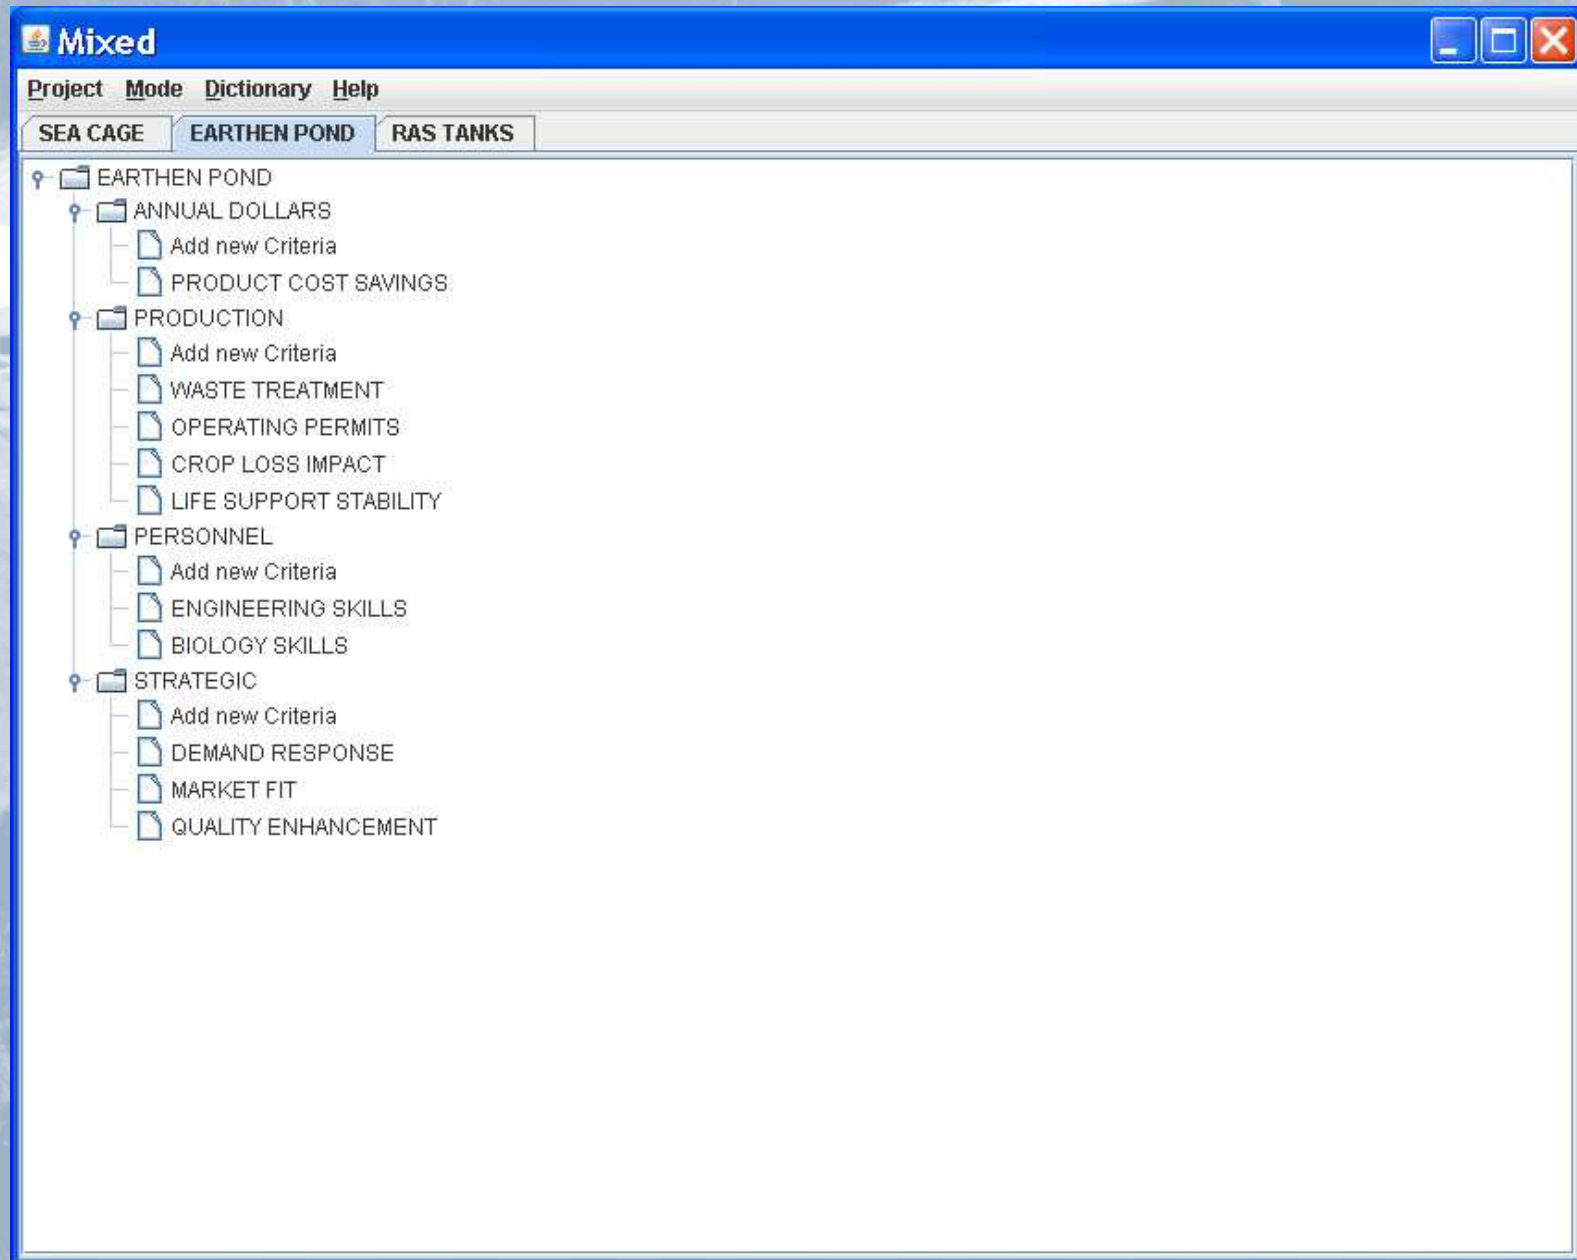 Mixed
Project Mode Dictionary Help
SEA CAGE EARTHEN POND RAS TANKS
EARTHEN POND
ANNUAL DOLLARS
Add new Criteria
PRODUCT COST SAVINGS
PRODUCTION
Add new Criteria
WASTE TREATMENT
OPERATING PERMITS
CROP LOSS IMPACT
LIFE SUPPORT STABILITY
PERSONNEL
Add new Criteria
ENGINEERING SKILLS
BIOLOGY SKILLS
STRATEGIC
Add new Criteria
DEMAND RESPONSE
MARKET FIT
QUALITY ENHANCEMENT